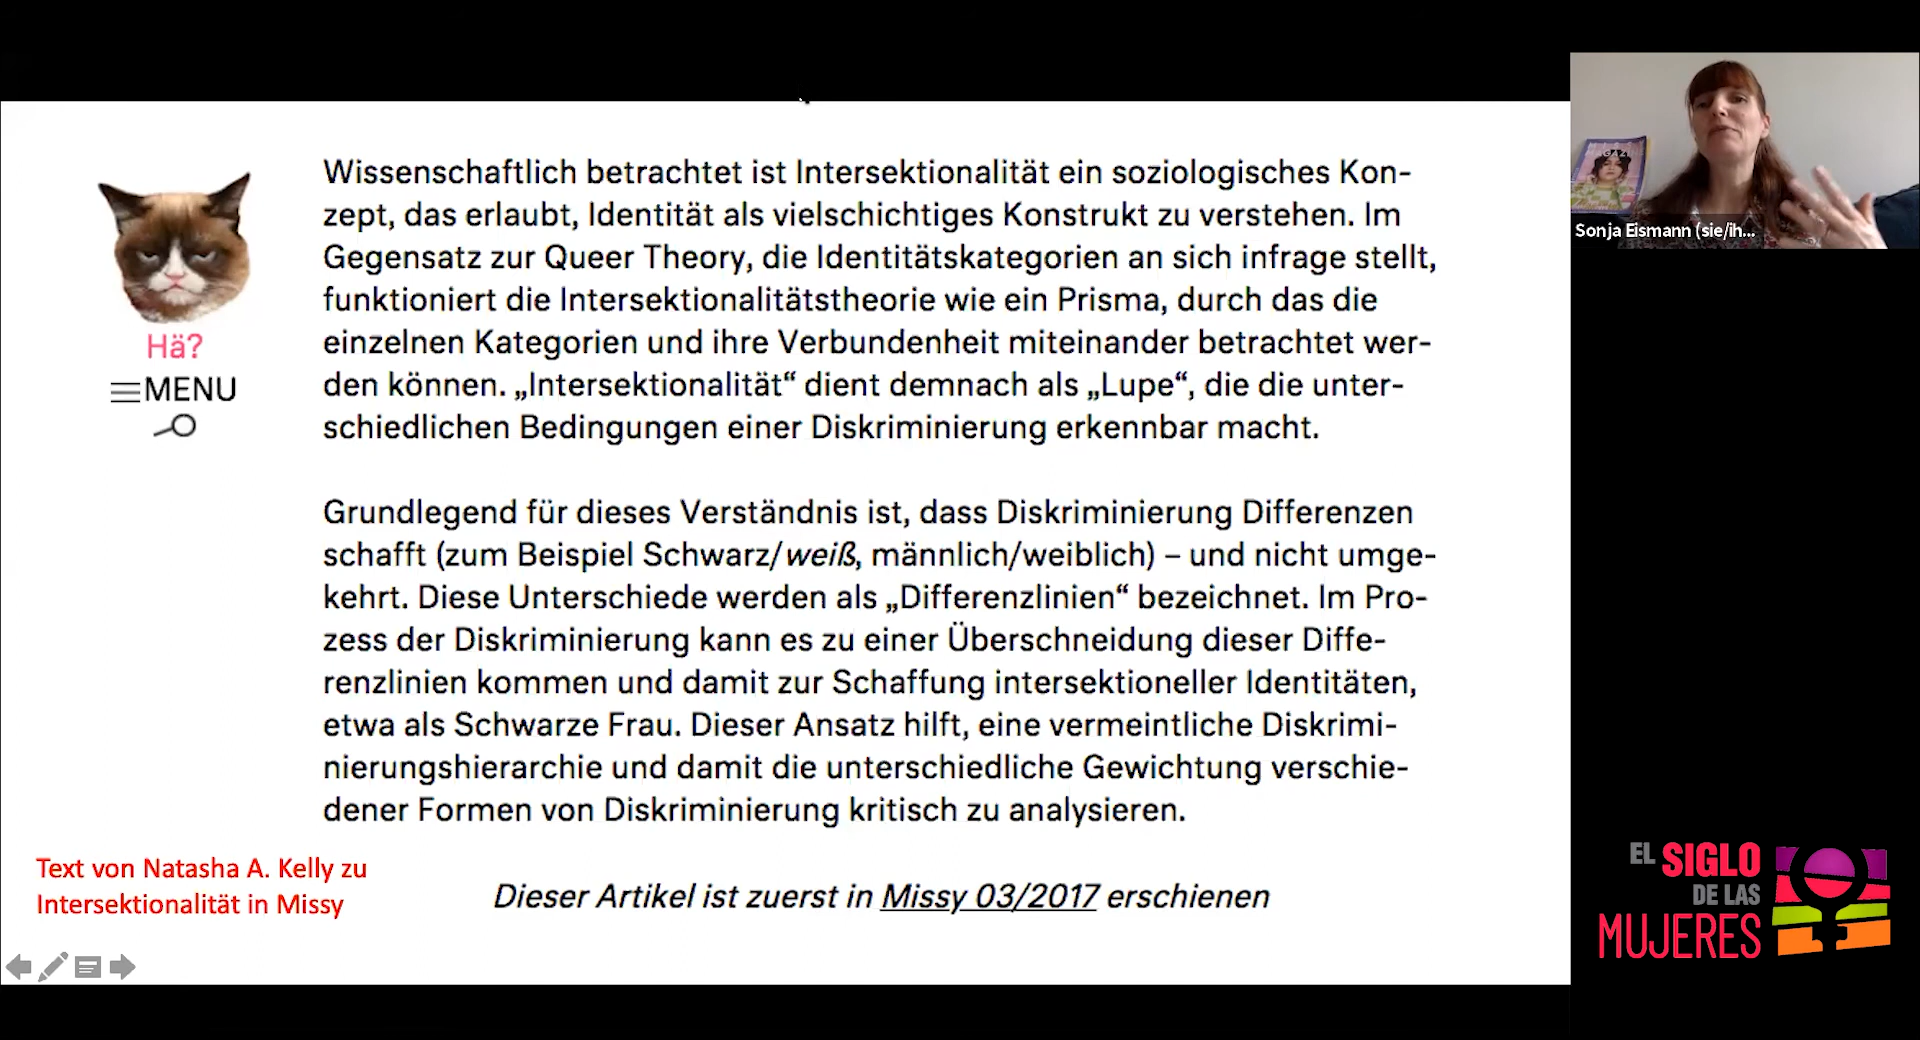 Wissenschaftlich betrachtet ist Intersektionalität ein soziologisches Kon-
zept, das erlaubt, Identität als vielschichtiges Konstrukt zu verstehen. Im
Gegensatz zur Queer Theory, die Identitätskategorien an sich infrage stellt,
funktioniert die Intersektionalitätstheorie wie ein Prisma, durch das die
einzelnen Kategorien und ihre Verbundenheit miteinander betrachtet wer-
den können. „Intersektionalität“ dient demnach als „Lupe“, die die unter-
schiedlichen Bedingungen einer Diskriminierung erkennbar macht.
Grundlegend für dieses Verständnis ist, dass Diskriminierung Differenzen
schafft (zum Beispiel Schwarz/weiß, männlich/weiblich) – und nicht umge-
kehrt. Diese Unterschiede werden als „Differenzlinien“ bezeichnet. Im Pro-
zess der Diskriminierung kann es zu einer Überschneidung dieser Diffe-
renzlinien kommen und damit zur Schaffung intersektioneller Identitäten,
etwa als Schwarze Frau. Dieser Ansatz hilft, eine vermeintliche Diskrimi-
nierungshierarchie und damit die unterschiedliche Gewichtung verschie-
dener Formen von Diskriminierung kritisch zu analysieren.
Dieser Artikel ist zuerst in Missy 03/2017 erschienen
Hä?
MENU
Text von Natasha A. Kelly zu
Intersektionalität in Missy
Sonja Eismann (sie/ih...
EL SIGLO
DE LAS
MUJERES